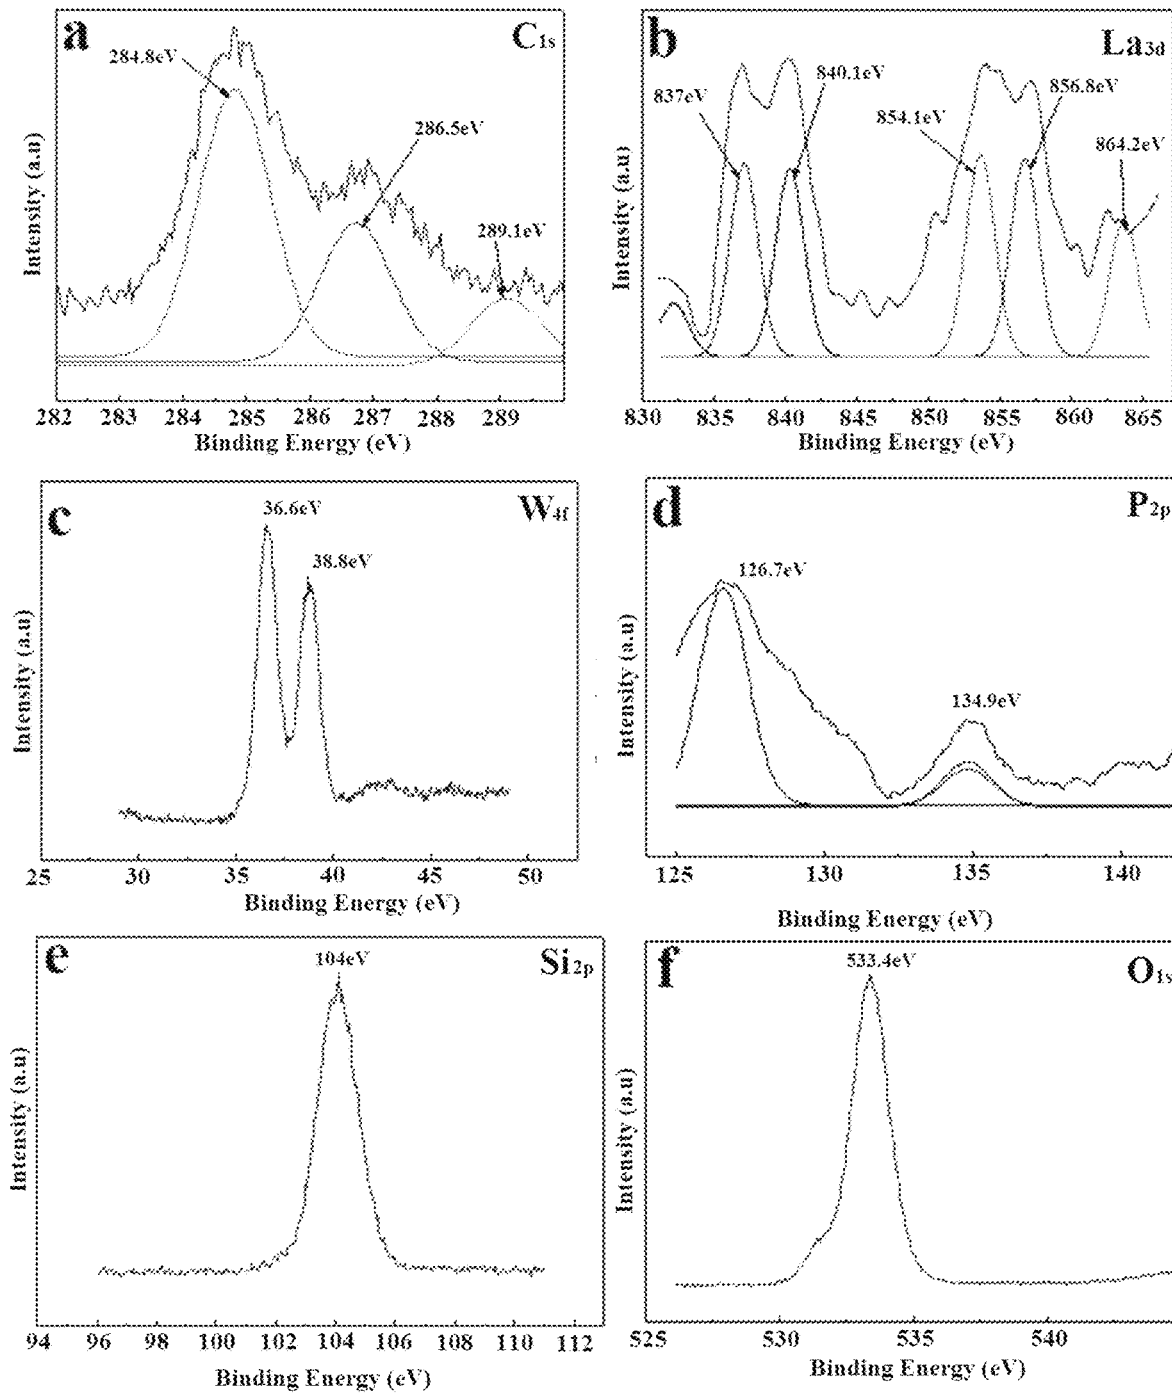 a
C1s
284.8eV
286.5eV
289.1eV
Intensity (a.u)
282 283 284 285 286 287 288 289
Binding Energy (eV)
b
La3d
837eV
840.1eV
854.1eV
856.8eV
864.2eV
Intensity (a.u)
830 835 840 845 850 855 860 865
Binding Energy (eV)
c
W4f
36.6eV
38.8eV
Intensity (a.u)
25 30 35 40 45 50
Binding Energy (eV)
d
P2p
126.7eV
134.9eV
Intensity (a.u)
125 130 135 140
Binding Energy (eV)
e
Si2p
104eV
Intensity (a.u)
94 96 98 100 102 104 106 108 110 112
Binding Energy (eV)
f
O1s
533.4eV
Intensity (a.u)
525 530 535 540
Binding Energy (eV)